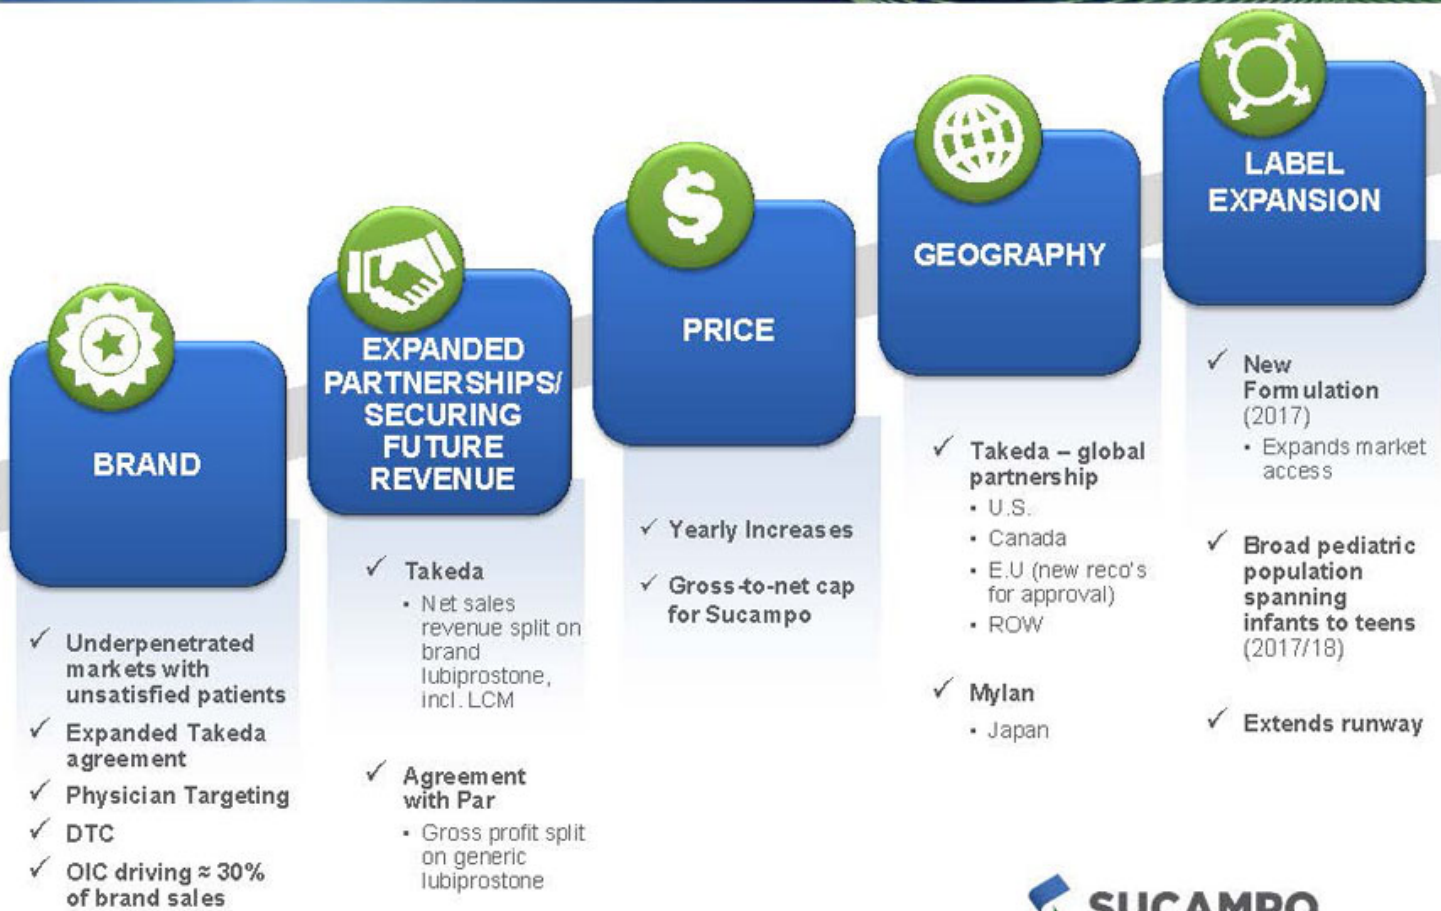 BRAND
Underpenetrated
markets with
unsatisfied patients
Expanded Takeda
agreement
Physician Targeting
DTC
OIC driving ≈ 30%
of brand sales
EXPANDED
PARTNERSHIPS/
SECURING
FUTURE
REVENUE
Takeda
Net sales
revenue split on
brand
lubiprostone,
incl. LCM
Agreement
with Par
Gross profit split
on generic
lubiprostone
PRICE
Yearly Increases
Gross-to-net cap
for Sucampo
GEOGRAPHY
Takeda – global
partnership
U.S.
Canada
E.U (new reco's
for approval)
ROW
Mylan
Japan
LABEL
EXPANSION
New
Formulation
(2017)
Expands market
access
Broad pediatric
population
spanning
infants to teens
(2017/18)
Extends runway
SUCAMPO